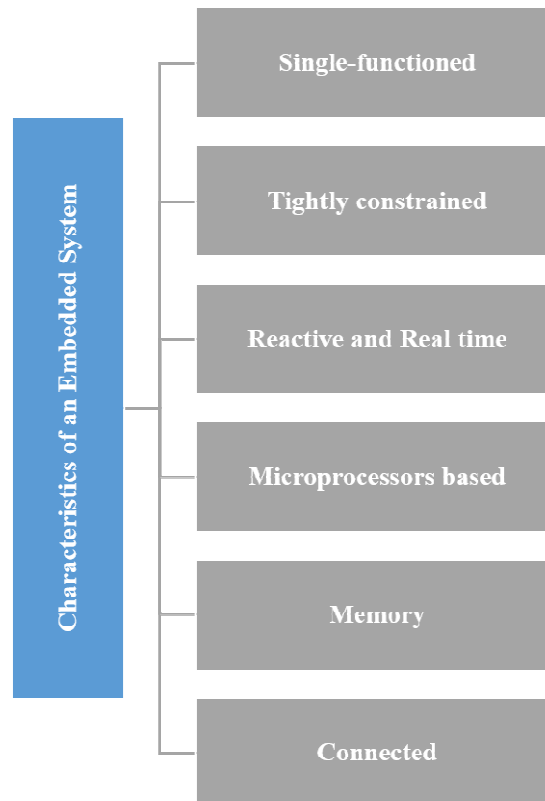 Characteristics of an Embedded System
Single-functioned
Tightly constrained
Reactive and Real time
Microprocessors based
Memory
Connected